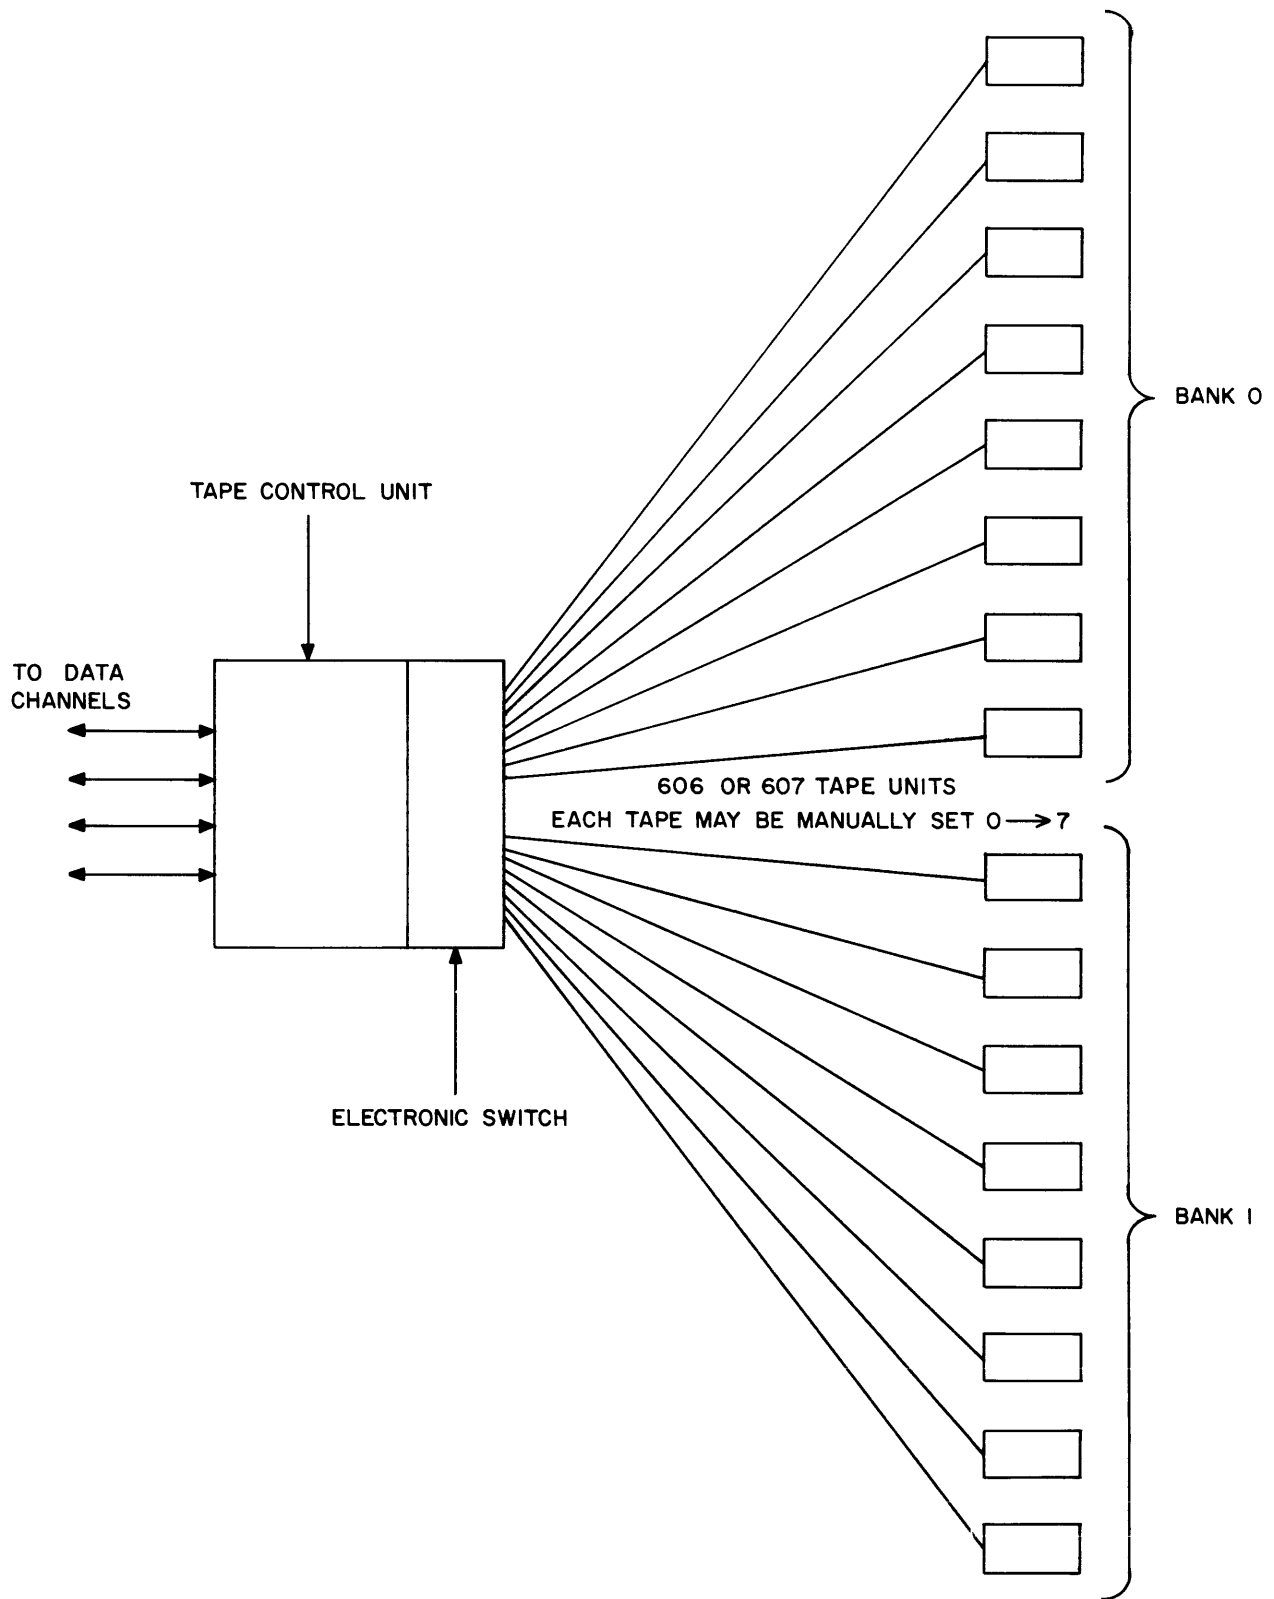 BANK 0
TAPE CONTROL UNIT
TO DATA
CHANNELS
606 OR 607 TAPE UNITS
EACH TAPE MAY BE MANUALLY SET 0→7
ELECTRONIC SWITCH
BANK 1